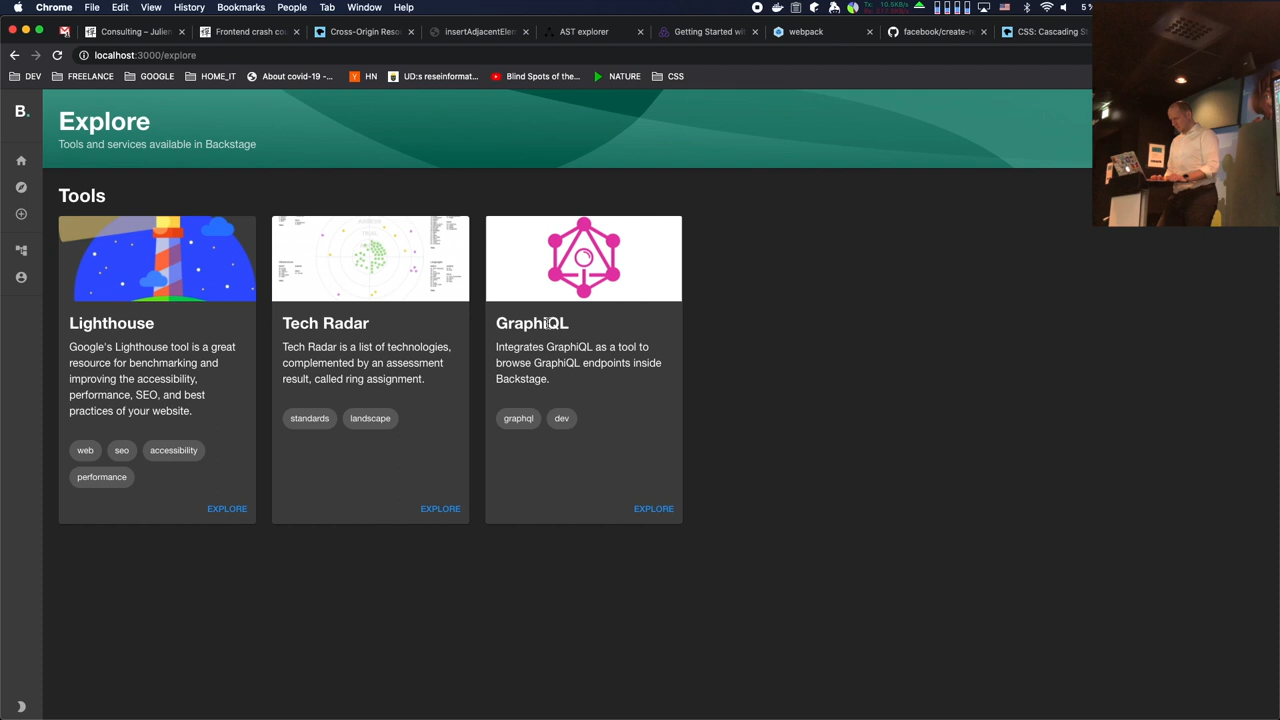 Chrome File Edit View History Bookmarks People Tab Window Help
Consulting – Julien
Frontend crash co
Cross-Origin Reso
insertAdjacentElem
AST explorer
Getting Started wi
webpack
facebook/create-re
CSS: Cascading St
localhost:3000/explore
DEV FREELANCE GOOGLE HOME_IT About covid-19 -... HN UD:s reseinformat... Blind Spots of the... NATURE CSS
B.
Explore
Tools and services available in Backstage
Tools
Lighthouse
Google's Lighthouse tool is a great
resource for benchmarking and
improving the accessibility,
performance, SEO, and best
practices of your website.
web seo accessibility
performance
EXPLORE
Tech Radar
Tech Radar is a list of technologies,
complemented by an assessment
result, called ring assignment.
standards landscape
EXPLORE
GraphiQL
Integrates GraphiQL as a tool to
browse GraphiQL endpoints inside
Backstage.
graphql dev
EXPLORE